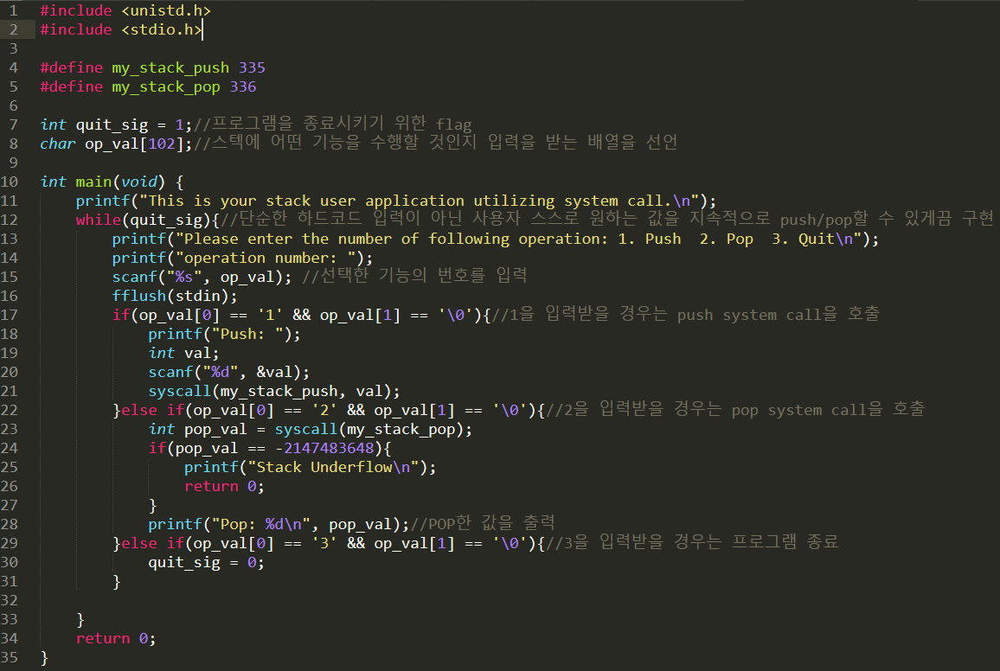 1 #include <unistd.h>
2 #include <stdio.h>
3
4 #define my_stack_push 335
5 #define my_stack_pop 336
6
7 int quit_sig = 1;//프로그램을 종료시키기 위한 flag
8 char op_val[102];//스텍에 어떤 기능을 수행할 것인지 입력을 받는 배열을 선언
9
10 int main(void) {
11     printf("This is your stack user application utilizing system call.\n");
12     while(quit_sig){//단순한 하드코드 입력이 아닌 사용자 스스로 원하는 값을 지속적으로 push/pop할 수 있게끔 구현
13         printf("Please enter the number of following operation: 1. Push  2. Pop  3. Quit\n");
14         printf("operation number: ");
15         scanf("%s", op_val); //선택한 기능의 번호를 입력
16         fflush(stdin);
17         if(op_val[0] == '1' && op_val[1] == '\0'){//1을 입력받을 경우는 push system call을 호출
18             printf("Push: ");
19             int val;
20             scanf("%d", &val);
21             syscall(my_stack_push, val);
22         }else if(op_val[0] == '2' && op_val[1] == '\0'){//2을 입력받을 경우는 pop system call을 호출
23             int pop_val = syscall(my_stack_pop);
24             if(pop_val == -2147483648){
25                 printf("Stack Underflow\n");
26                 return 0;
27             }
28             printf("Pop: %d\n", pop_val);//POP한 값을 출력
29         }else if(op_val[0] == '3' && op_val[1] == '\0'){//3을 입력받을 경우는 프로그램 종료
30             quit_sig = 0;
31         }
32
33     }
34     return 0;
35 }